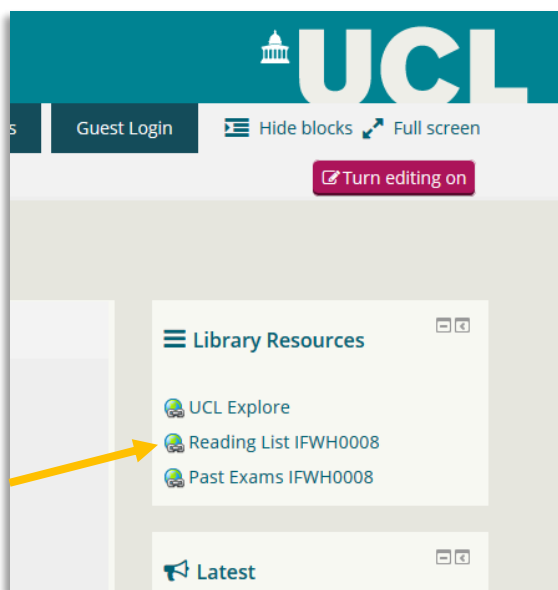 UCL
s Guest Login Hide blocks Full screen
Turn editing on
Library Resources
UCL Explore
Reading List IFWH0008
Past Exams IFWH0008
Latest